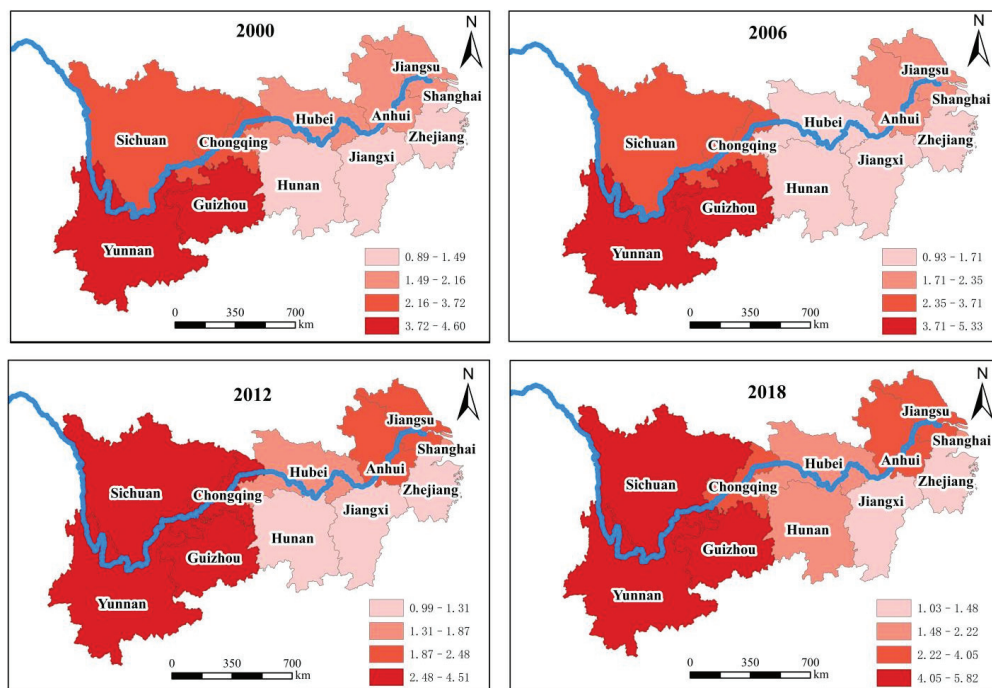 2000
N
Jiangsu
Shanghai
Anhui
Hubei
Zhejiang
Sichuan
Chongqing
Jiangxi
Hunan
Guizhou
Yunnan
0.89 - 1.49
1.49 - 2.16
2.16 - 3.72
3.72 - 4.60
0 350 700
km
2006
N
Jiangsu
Shanghai
Anhui
Hubei
Zhejiang
Sichuan
Chongqing
Jiangxi
Hunan
Guizhou
Yunnan
0.93 - 1.71
1.71 - 2.35
2.35 - 3.71
3.71 - 5.33
0 350 700
km
2012
N
Jiangsu
Shanghai
Hubei
Anhui
Zhejiang
Sichuan
Chongqing
Jiangxi
Hunan
Guizhou
Yunnan
0.99 - 1.31
1.31 - 1.87
1.87 - 2.48
2.48 - 4.51
0 350 700
km
2018
N
Jiangsu
Shanghai
Anhui
Hubei
Zhejiang
Sichuan
Chongqing
Jiangxi
Hunan
Guizhou
Yunnan
1.03 - 1.48
1.48 - 2.22
2.22 - 4.05
4.05 - 5.82
0 350 700
km